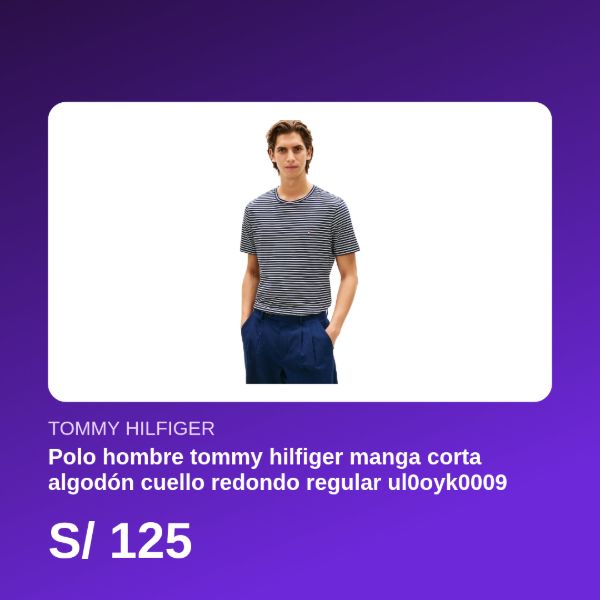 TOMMY HILFIGER
Polo hombre tommy hilfiger manga corta
algodón cuello redondo regular ul0oyk0009
S/ 125